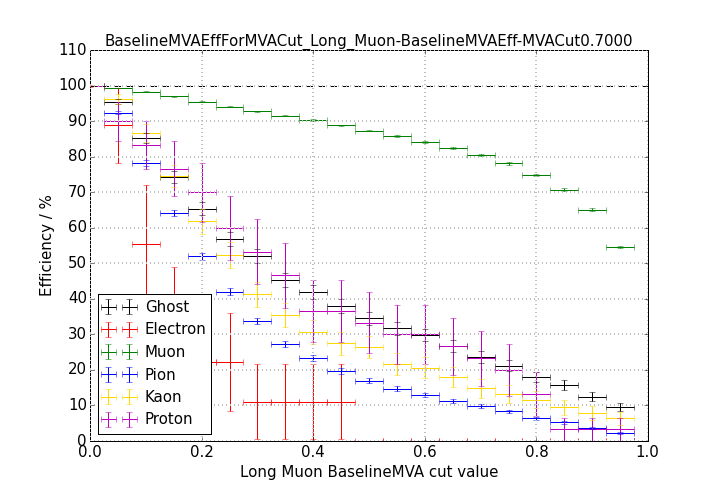 BaselineMVAEffForMVACut_Long_Muon-BaselineMVAEff-MVACut0.7000
110
100
90
80
70
60
50
40
30
20
10
0
Efficiency / %
Ghost
Electron
Muon
Pion
Kaon
Proton
0.0 0.2 0.4 0.6 0.8 1.0
Long Muon BaselineMVA cut value